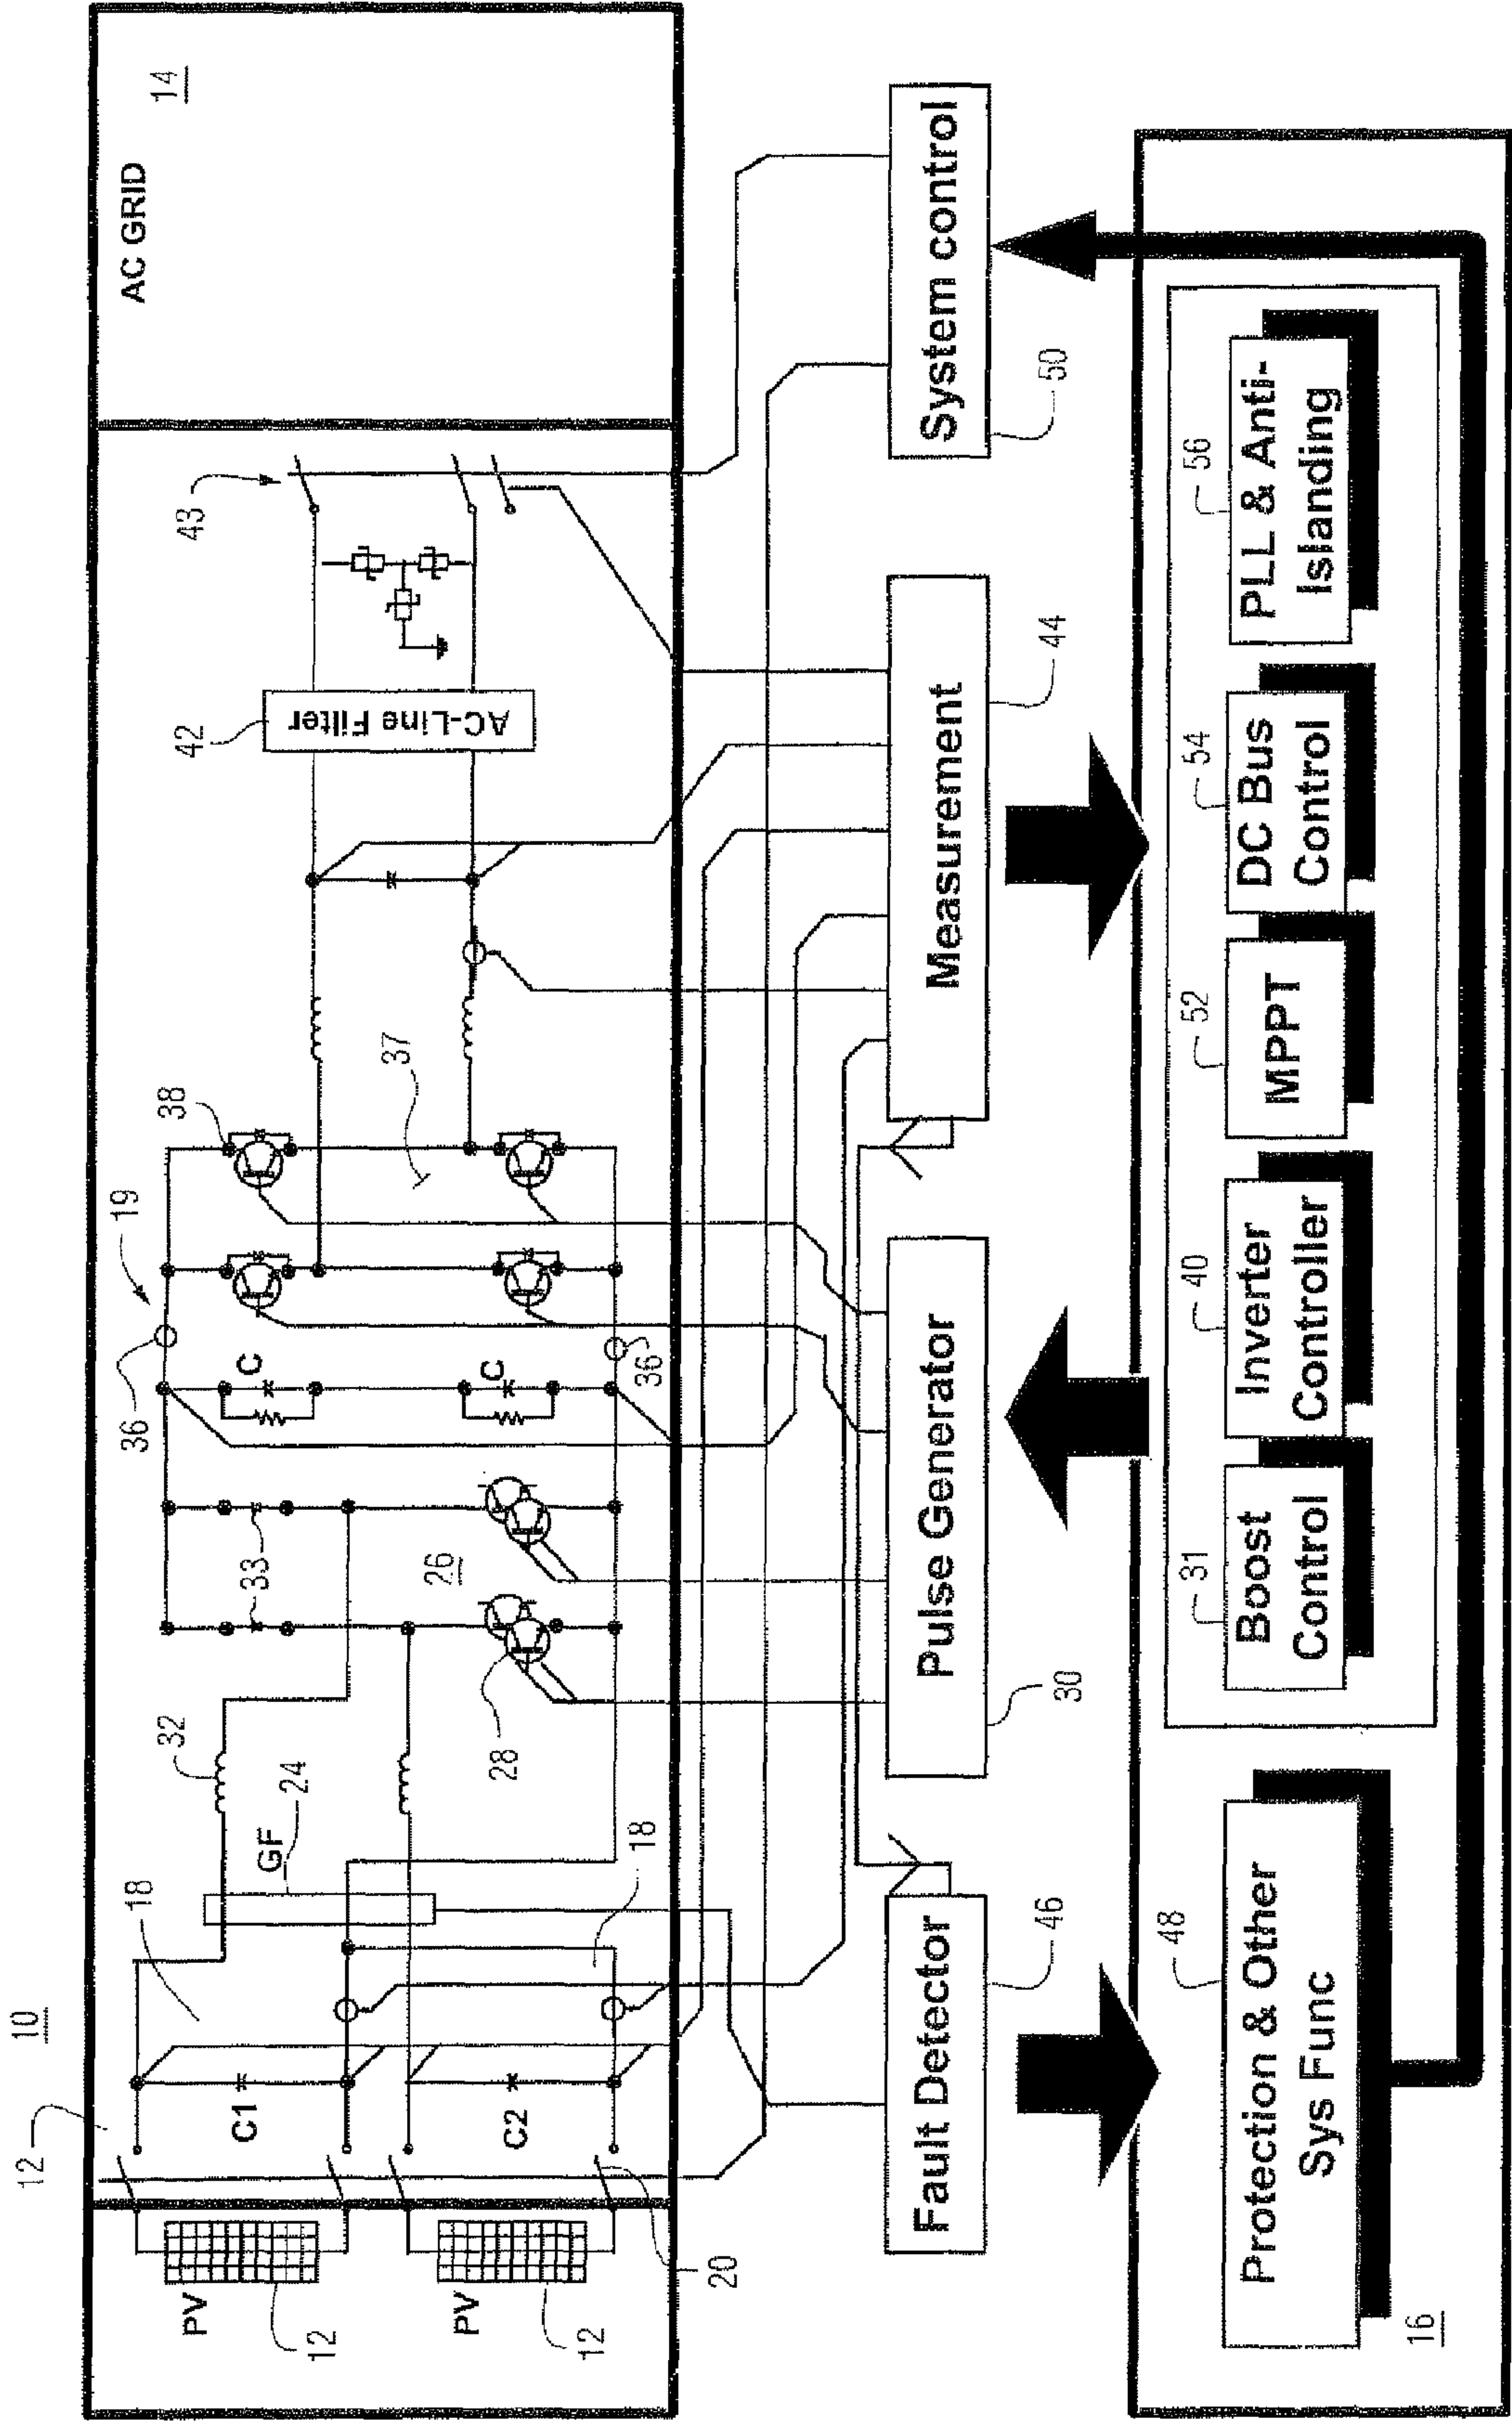 10
12
AC GRID
14
PV
12
PV
12
20
C1
C2
18
18
GF
24
32
28
26
33
36
36
C
C
19
38
37
42
AC-Line Filter
43
Fault Detector
46
Pulse Generator
30
Measurement
44
System control
50
16
48
Protection & Other
Sys Func
31
Boost
Control
40
Inverter
Controller
52
MPPT
54
DC Bus
Control
56
PLL & Anti-
Islanding